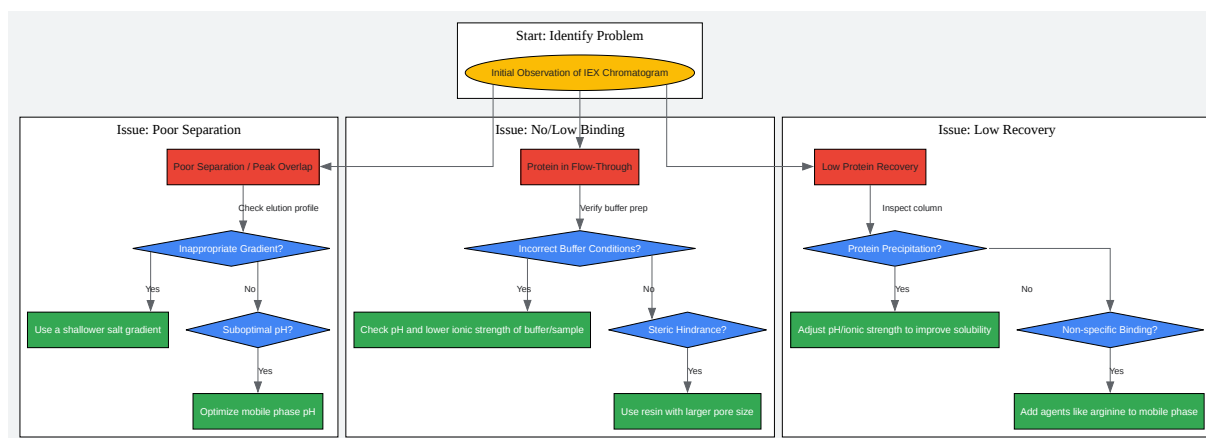 Start: Identify Problem
Initial Observation of IEX Chromatogram
Issue: Poor Separation
Poor Separation / Peak Overlap
Check elution profile
Inappropriate Gradient?
Yes
No
Use a shallower salt gradient
Suboptimal pH?
Yes
Optimize mobile phase pH
Issue: No/Low Binding
Protein in Flow-Through
Verify buffer prep
Incorrect Buffer Conditions?
Yes
No
Check pH and lower ionic strength of buffer/sample
Steric Hindrance?
Yes
Use resin with larger pore size
Issue: Low Recovery
Low Protein Recovery
Inspect column
Protein Precipitation?
Yes
No
Adjust pH/ionic strength to improve solubility
Non-specific Binding?
Yes
Add agents like arginine to mobile phase